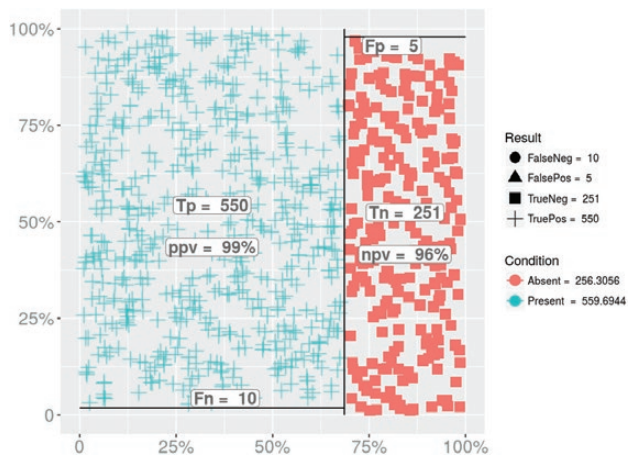 100%
75%
50%
25%
0
0
25%
50%
75%
100%
Fp = 5
Tp = 550
Tn = 251
ppv = 99%
npv = 96%
Fn = 10
Result
FalseNeg = 10
FalsePos = 5
TrueNeg = 251
TruePos = 550
Condition
Absent = 256.3056
Present = 559.6944